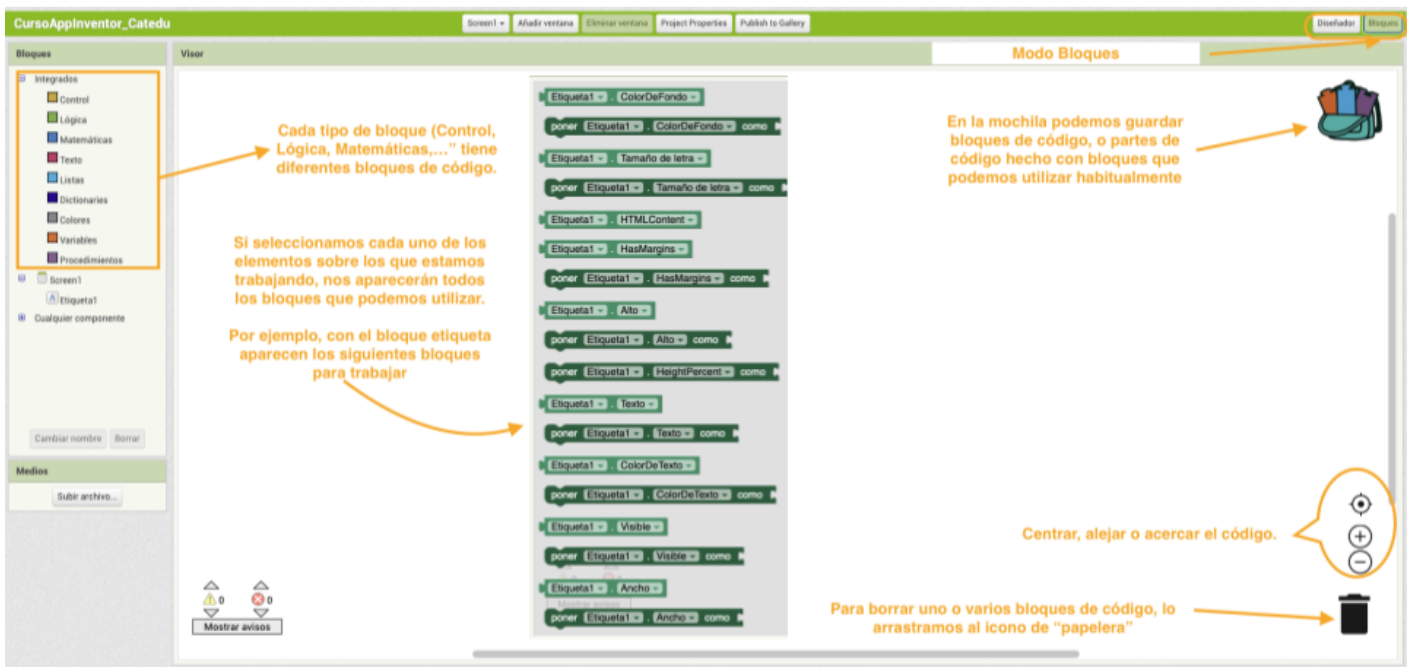 CursoAppInventor_Catedu
Screen1
Añadir ventana
Eliminar ventana
Project Properties
Publish to Gallery
Diseñador
Bloques
Bloques
Visor
Modo Bloques
Integrados
Control
Lógica
Matemáticas
Texto
Listas
Dictionaries
Colores
Variables
Procedimientos
Screen1
Etiqueta1
Cualquier componente
Cambiar nombre
Borrar
Medios
Subir archivo...
Cada tipo de bloque (Control,
Lógica, Matemáticas,…” tiene
diferentes bloques de código.
Si seleccionamos cada uno de los
elementos sobre los que estamos
trabajando, nos aparecerán todos
los bloques que podemos utilizar.
Por ejemplo, con el bloque etiqueta
aparecen los siguientes bloques
para trabajar
0
0
Mostrar avisos
Etiqueta1 . ColorDeFondo
poner Etiqueta1 . ColorDeFondo como
Etiqueta1 . Tamaño de letra
poner Etiqueta1 . Tamaño de letra como
Etiqueta1 . HTMLContent
Etiqueta1 . HasMargins
poner Etiqueta1 . HasMargins como
Etiqueta1 . Alto
poner Etiqueta1 . Alto como
poner Etiqueta1 . HeightPercent como
Etiqueta1 . Texto
poner Etiqueta1 . Texto como
Etiqueta1 . ColorDeTexto
poner Etiqueta1 . ColorDeTexto como
Etiqueta1 . Visible
poner Etiqueta1 . Visible como
Etiqueta1 . Ancho
Mostrar avisos
poner Etiqueta1 . Ancho como
En la mochila podemos guardar
bloques de código, o partes de
código hecho con bloques que
podemos utilizar habitualmente
Centrar, alejar o acercar el código.
Para borrar uno o varios bloques de código, lo
arrastramos al icono de “papelera”